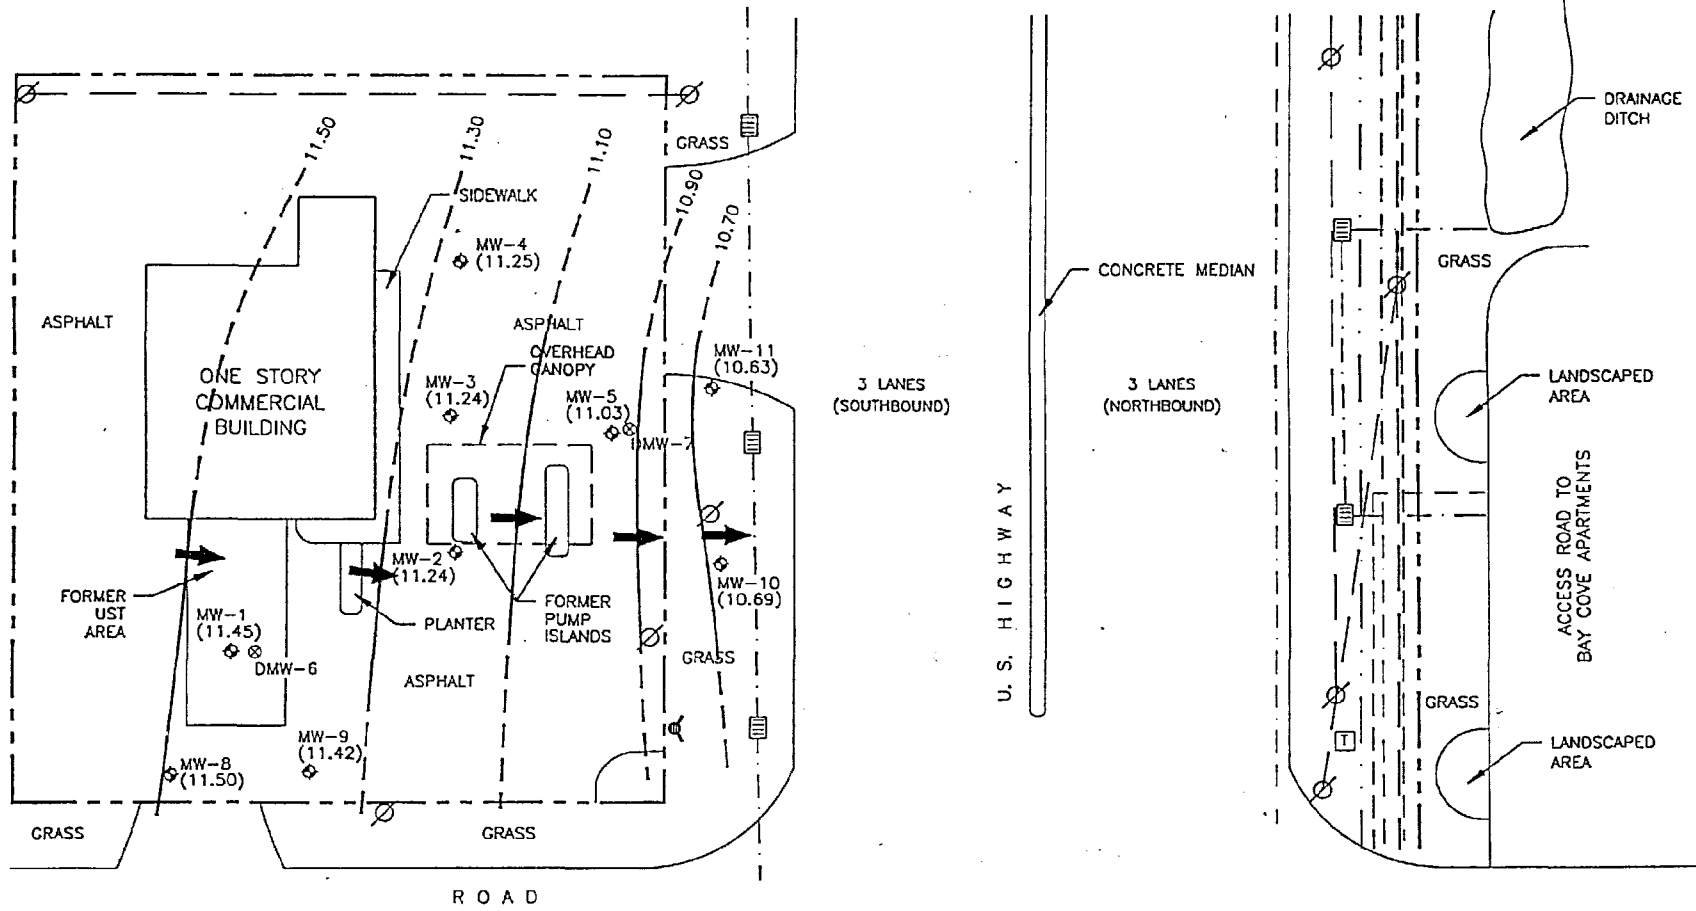 11.50
11.30
11.10
10.90
10.70
GRASS
SIDEWALK
MW-4
(11.25)
ASPHALT
ASPHALT
OVERHEAD
CANOPY
ONE STORY
COMMERCIAL
BUILDING
MW-3
(11.24)
MW-5
(11.03)
DMW-7
MW-11
(10.63)
MW-2
(11.24)
MW-10
(10.69)
FORMER
UST
AREA
MW-1
(11.45)
DMW-6
PLANTER
FORMER
PUMP
ISLANDS
GRASS
ASPHALT
MW-8
(11.50)
MW-9
(11.42)
GRASS
GRASS
ROAD
3 LANES
(SOUTHBOUND)
U.S. HIGHWAY
CONCRETE MEDIAN
3 LANES
(NORTHBOUND)
DRAINAGE
DITCH
GRASS
LANDSCAPED
AREA
ACCESS ROAD TO
BAY COVE APARTMENTS
GRASS
T
LANDSCAPED
AREA